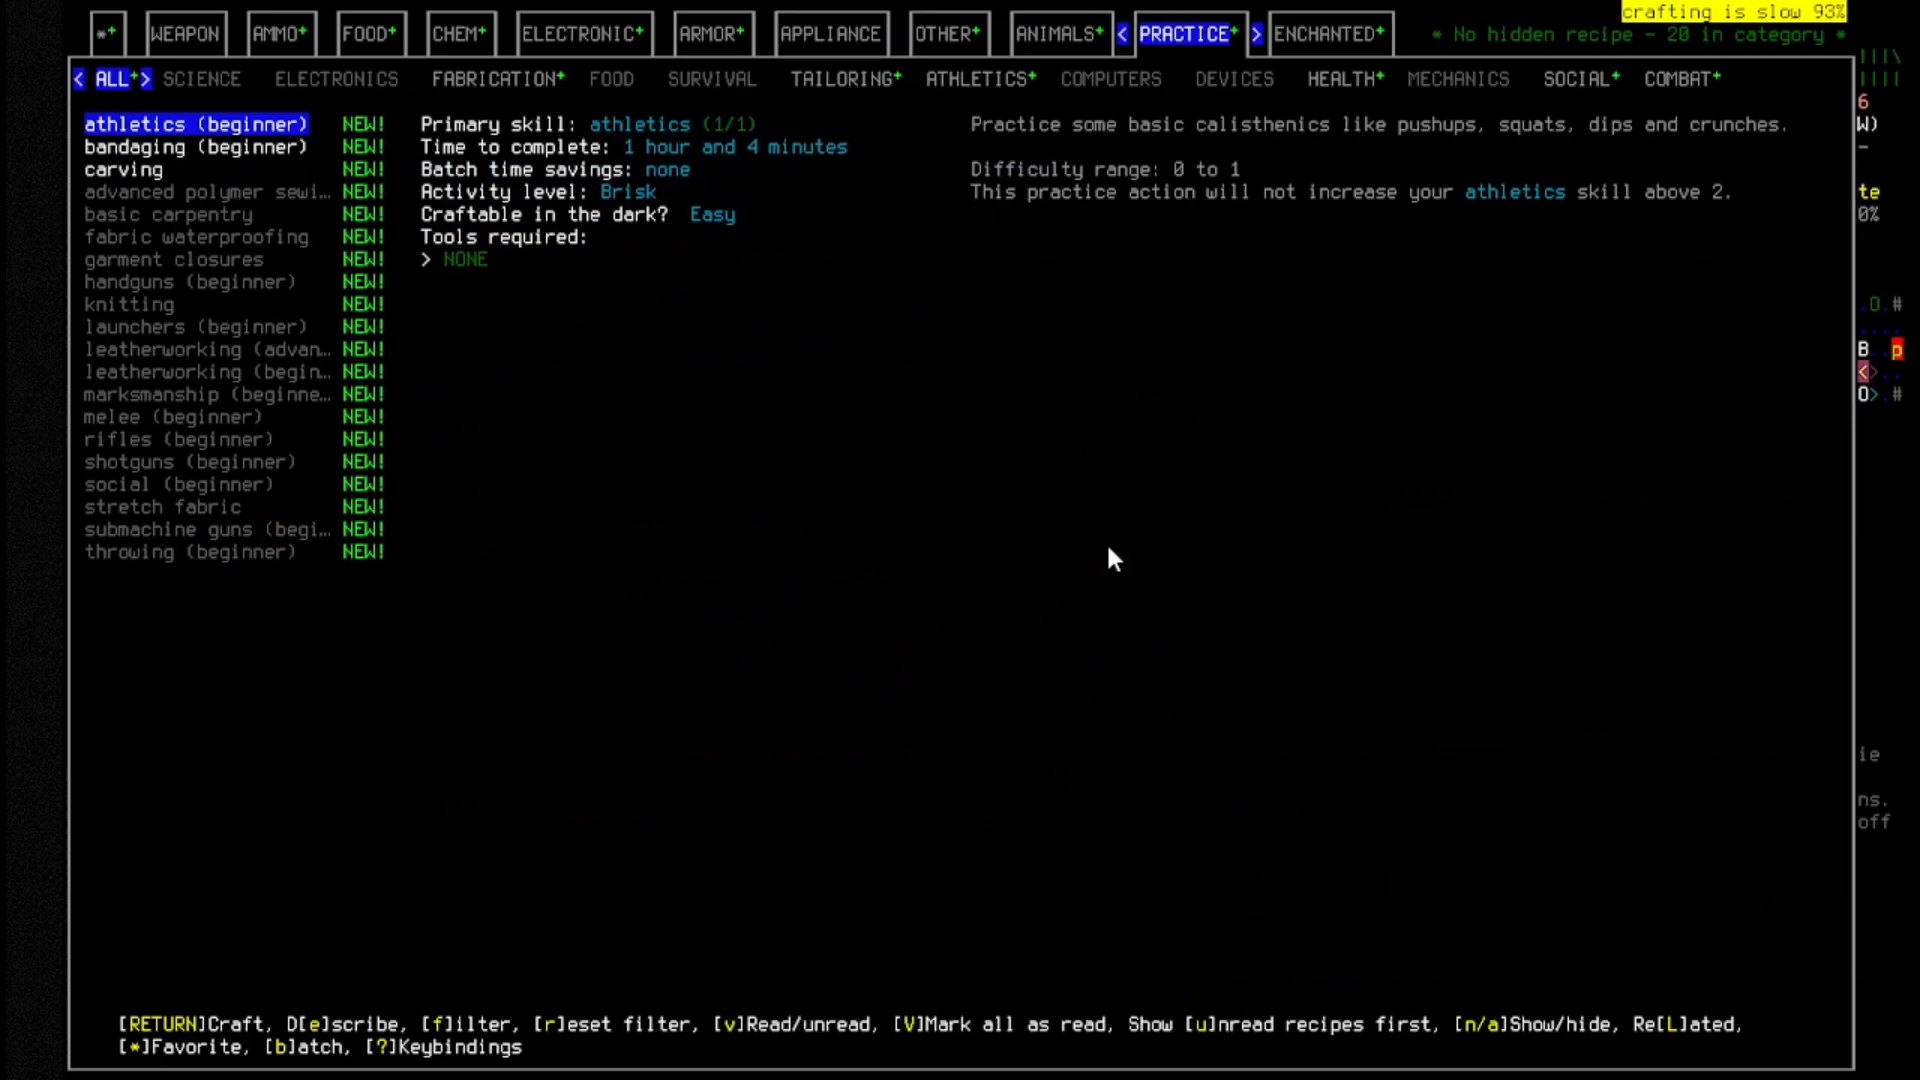 crafting is slow 93%
*+ WEAPON AMMO+ FOOD+ CHEM+ ELECTRONIC+ ARMOR+ APPLIANCE OTHER+ ANIMALS+ < PRACTICE+ > ENCHANTED+ * No hidden recipe - 20 in category *
< ALL+> SCIENCE ELECTRONICS FABRICATION+ FOOD SURVIVAL TAILORING+ ATHLETICS+ COMPUTERS DEVICES HEALTH+ MECHANICS SOCIAL+ COMBAT+
athletics (beginner) NEW! Primary skill: athletics (1/1) Practice some basic calisthenics like pushups, squats, dips and crunches.
bandaging (beginner) NEW! Time to complete: 1 hour and 4 minutes
carving NEW! Batch time savings: none Difficulty range: 0 to 1
advanced polymer sewi… NEW! Activity level: Brisk This practice action will not increase your athletics skill above 2.
basic carpentry NEW! Craftable in the dark? Easy
fabric waterproofing NEW! Tools required:
garment closures NEW! > NONE
handguns (beginner) NEW!
knitting NEW!
launchers (beginner) NEW!
leatherworking (advan… NEW!
leatherworking (begin… NEW!
marksmanship (beginne… NEW!
melee (beginner) NEW!
rifles (beginner) NEW!
shotguns (beginner) NEW!
social (beginner) NEW!
stretch fabric NEW!
submachine guns (begi… NEW!
throwing (beginner) NEW!
[RETURN]Craft, D[e]scribe, [f]ilter, [r]eset filter, [v]Read/unread, [V]Mark all as read, Show [u]nread recipes first, [n/a]Show/hide, Re[L]ated,
[*]Favorite, [b]atch, [?]Keybindings
|||\
||||
6
W)
-
te
0%
.O.#
....
B..p
<>..
O>.#
ie
ns.
off